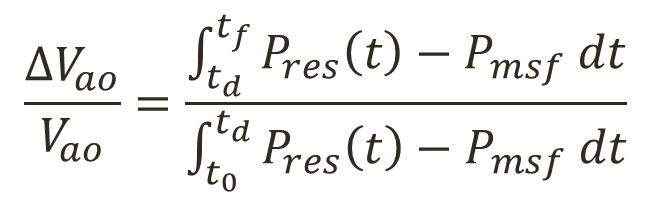 ΔV_ao / V_ao = ∫_{t_d}^{t_f} P_res(t) − P_msf dt / ∫_{t_0}^{t_d} P_res(t) − P_msf dt